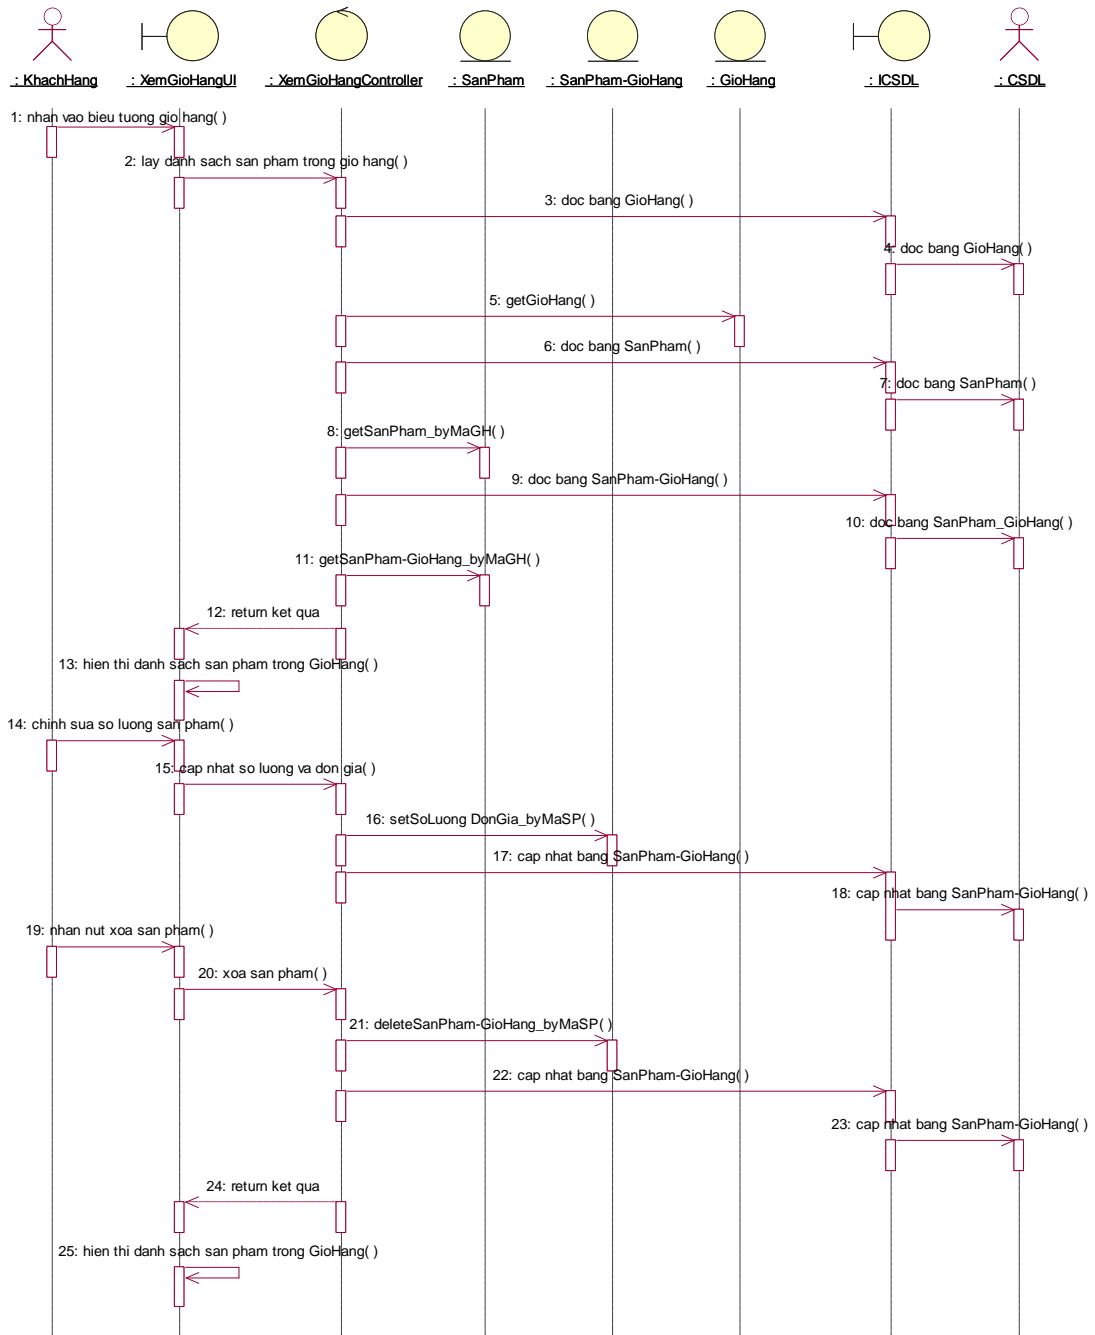 : KhachHang
: XemGioHangUI
: XemGioHangController
: SanPham
: SanPham-GioHang
: GioHang
: ICSDL
: CSDL
1: nhan vao bieu tuong gio hang( )
2: lay danh sach san pham trong gio hang( )
3: doc bang GioHang( )
4: doc bang GioHang( )
5: getGioHang( )
6: doc bang SanPham( )
7: doc bang SanPham( )
8: getSanPham_byMaGH( )
9: doc bang SanPham-GioHang( )
10: doc bang SanPham_GioHang( )
11: getSanPham-GioHang_byMaGH( )
12: return ket qua
13: hien thi danh sach san pham trong GioHang( )
14: chinh sua so luong san pham( )
15: cap nhat so luong va don gia( )
16: setSoLuong DonGia_byMaSP( )
17: cap nhat bang SanPham-GioHang( )
18: cap nhat bang SanPham-GioHang( )
19: nhan nut xoa san pham( )
20: xoa san pham( )
21: deleteSanPham-GioHang_byMaSP( )
22: cap nhat bang SanPham-GioHang( )
23: cap nhat bang SanPham-GioHang( )
24: return ket qua
25: hien thi danh sach san pham trong GioHang( )